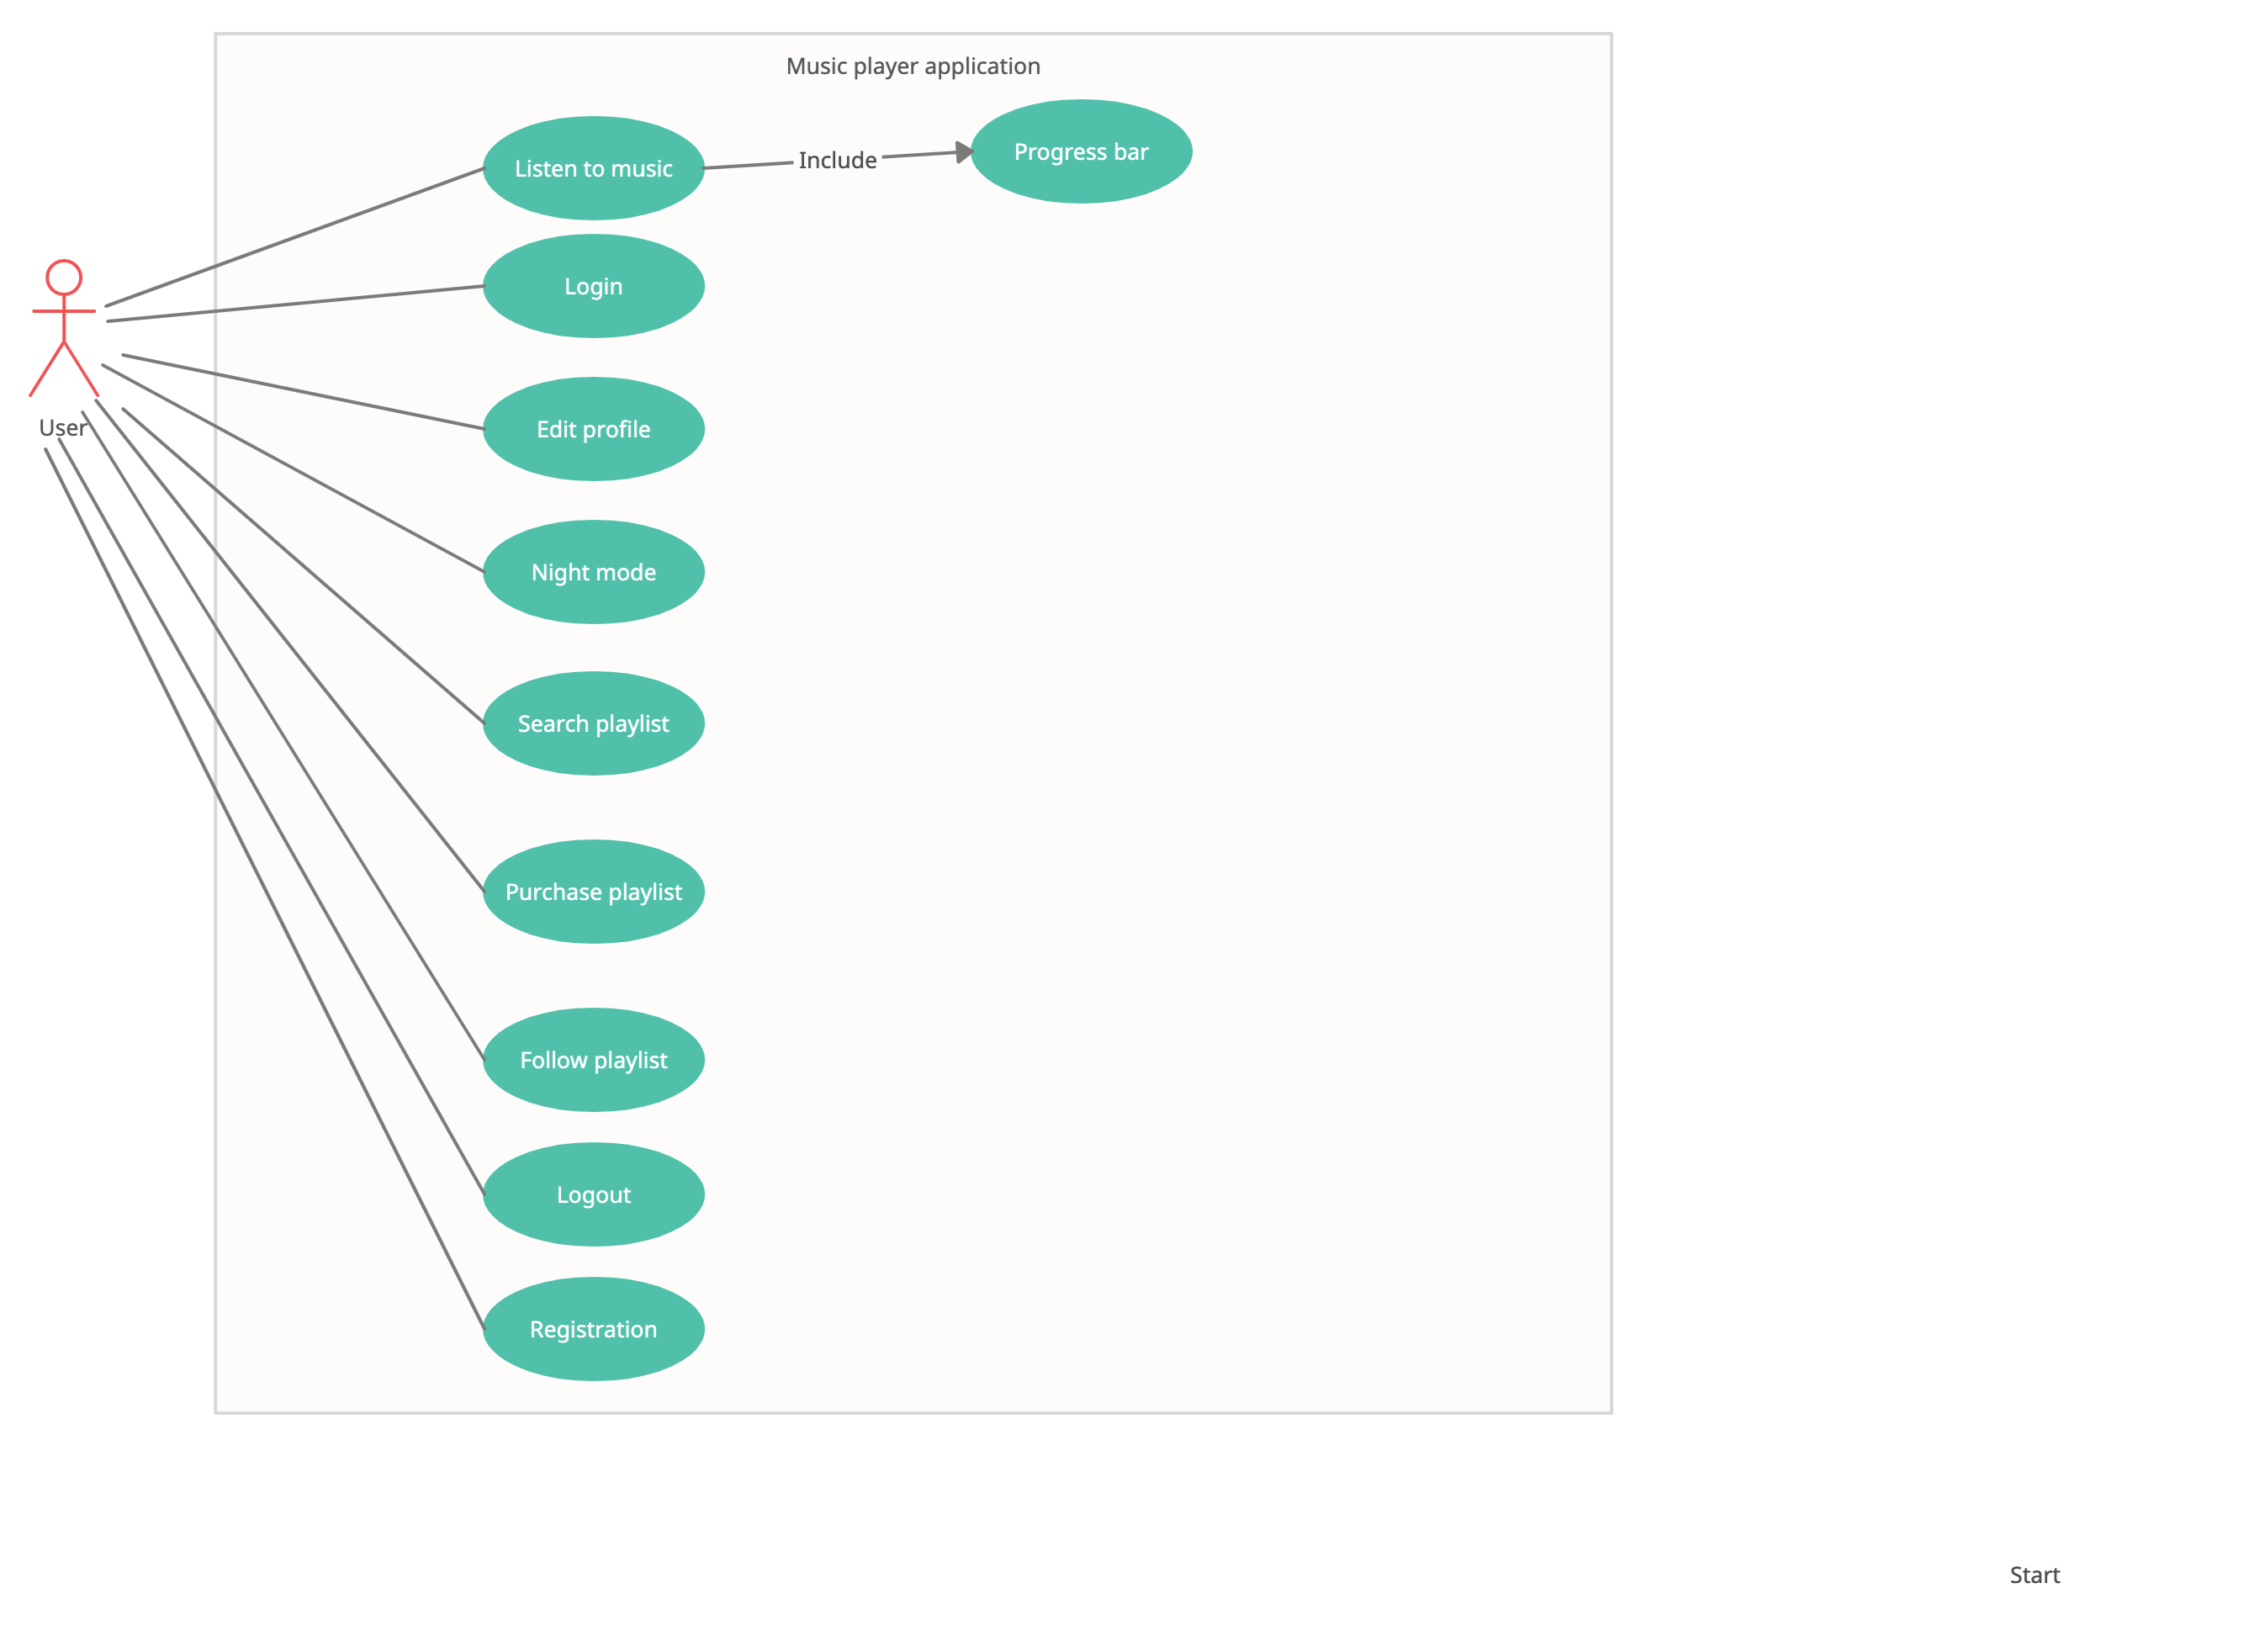 Music player application
Listen to music
Include
Progress bar
Login
User
Edit profile
Night mode
Search playlist
Purchase playlist
Follow playlist
Logout
Registration
Start